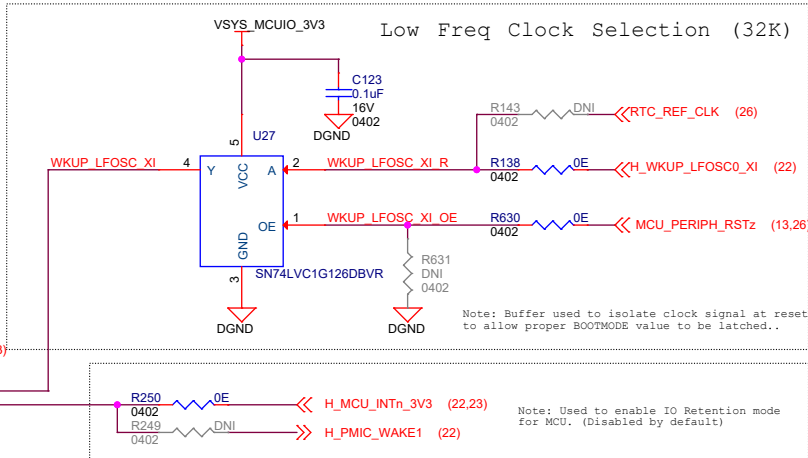 Low Freq Clock Selection (32K)
VSYS_MCUIO_3V3
C123
0.1uF
16V
0402
DGND
R143
0402
DNI
RTC_REF_CLK (26)
5
U27
WKUP_LFOSC_XI
4
Y
VCC
A
2
WKUP_LFOSC_XI_R
R138
0402
0E
H_WKUP_LFOSC0_XI (22)
OE
1
WKUP_LFOSC_XI_OE
R630
0402
0E
MCU_PERIPH_RSTz (13,26)
GND
3
SN74LVC1G126DBVR
R631
DNI
0402
DGND
DGND
Note: Buffer used to isolate clock signal at reset
to allow proper BOOTMODE value to be latched..
R250
0402
0E
H_MCU_INTn_3V3 (22,23)
R249
0402
DNI
H_PMIC_WAKE1 (22)
Note: Used to enable IO Retention mode
for MCU. (Disabled by default)